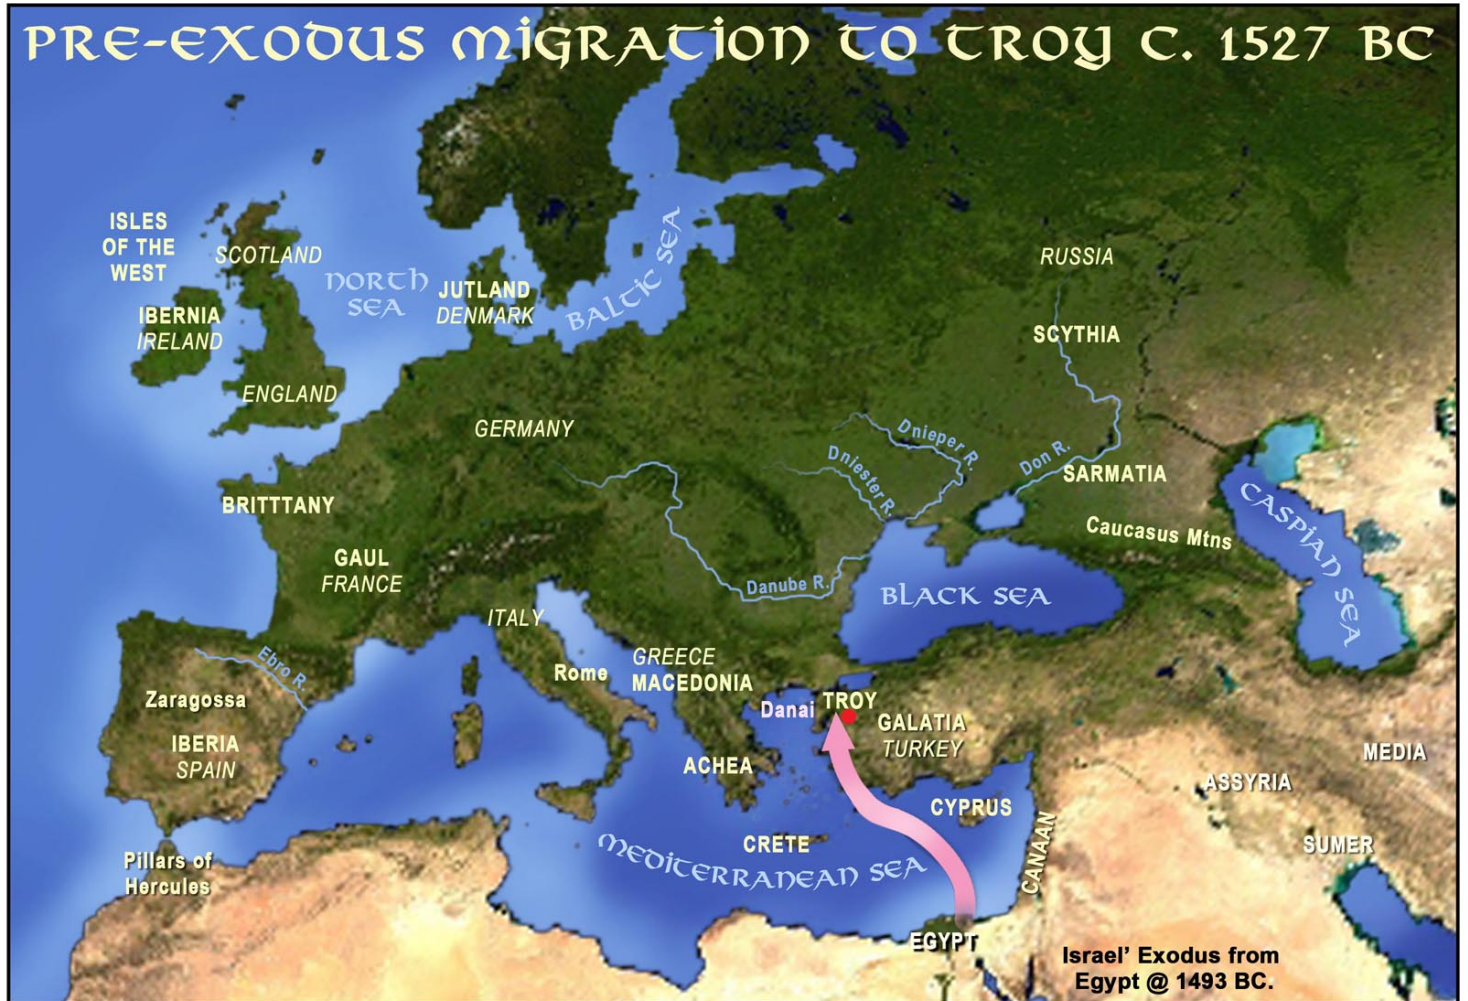 PRE-EXODUS MIGRATION TO TROY C. 1527 BC
ISLES
OF THE
WEST
SCOTLAND
NORTH
SEA
JUTLAND
DENMARK
BALTIC SEA
RUSSIA
IBERNIA
IRELAND
SCYTHIA
ENGLAND
GERMANY
Dnieper R.
Dniester R.
Don R.
SARMATIA
BRITTTANY
CASPIAN SEA
Caucasus Mtns
GAUL
FRANCE
Danube R.
BLACK SEA
ITALY
Ebro R.
Rome
GREECE
MACEDONIA
Zaragossa
Danai
TROY
GALATIA
TURKEY
IBERIA
SPAIN
ACHEA
MEDIA
ASSYRIA
CYPRUS
CRETE
SUMER
CANAAN
MEDITERRANEAN SEA
Pillars of
Hercules
EGYPT
Israel’ Exodus from
Egypt @ 1493 BC.